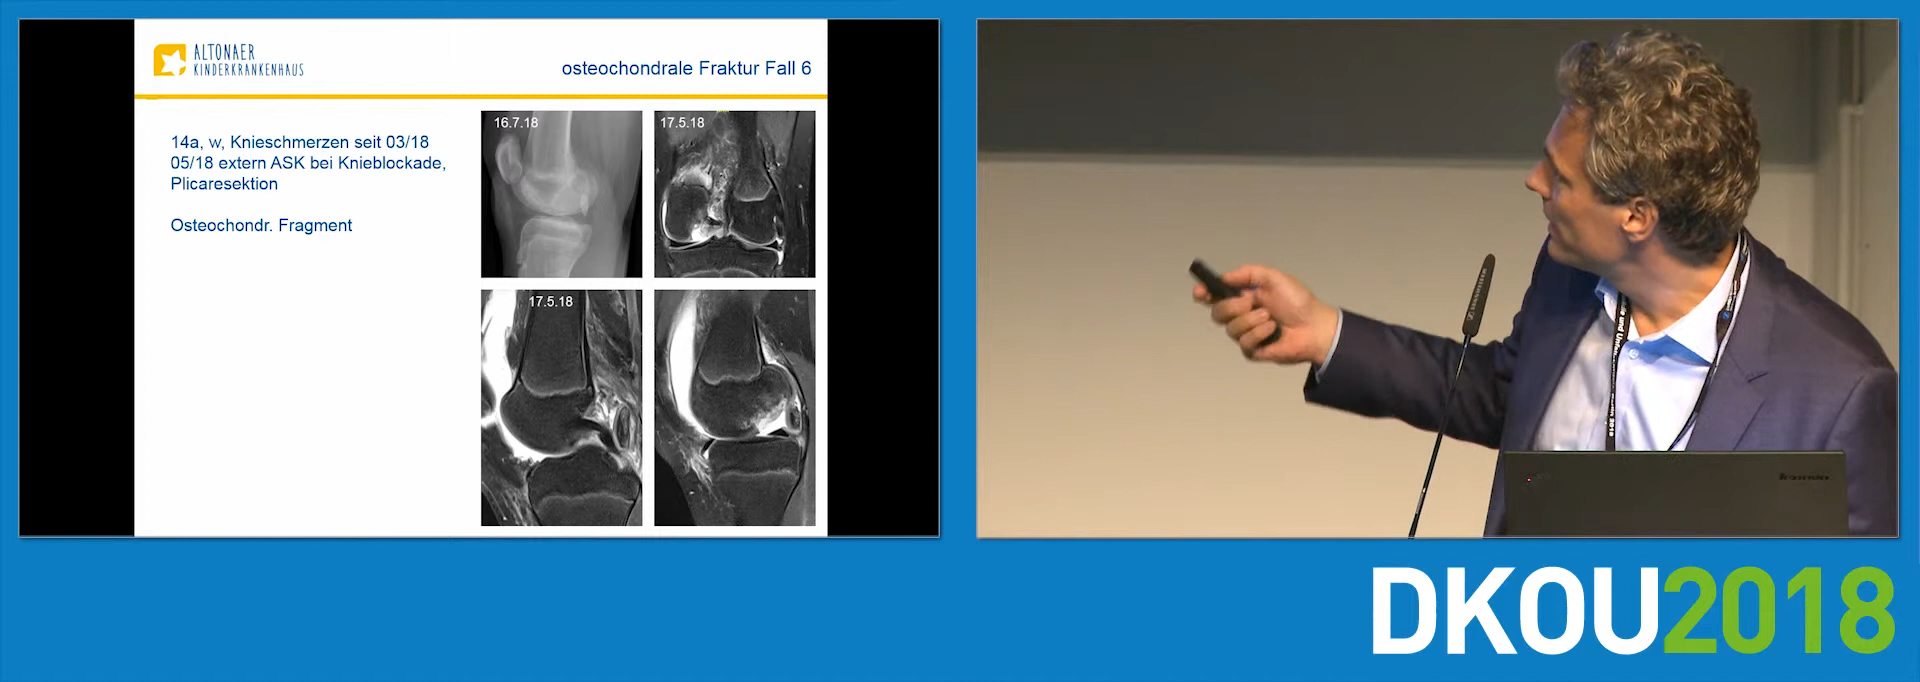 ALTONAER
KINDERKRANKENHAUS
osteochondrale Fraktur Fall 6
14a, w, Knieschmerzen seit 03/18
05/18 extern ASK bei Knieblockade,
Plicaresektion
Osteochondr. Fragment
16.7.18
17.5.18
17.5.18
DKOU2018